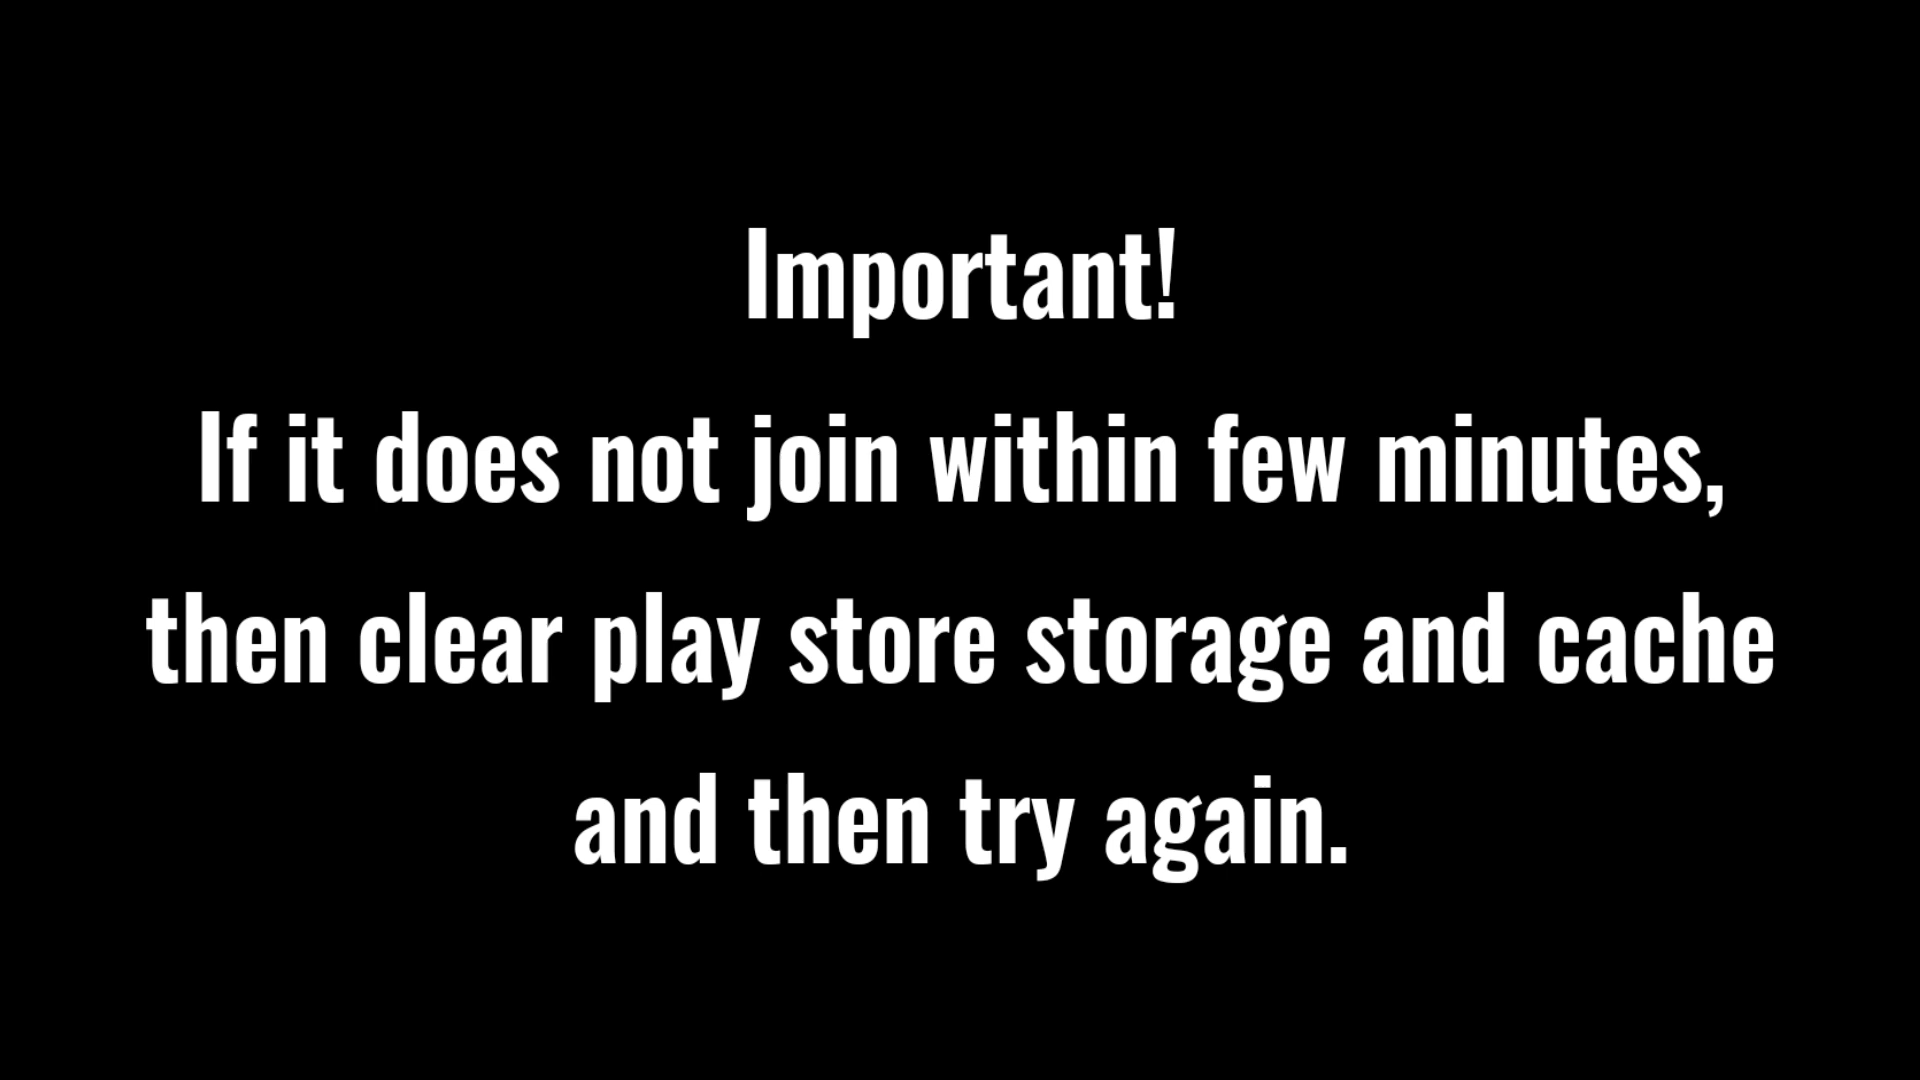 Important!
If it does not join within few minutes,
then clear play store storage and cache
and then try again.